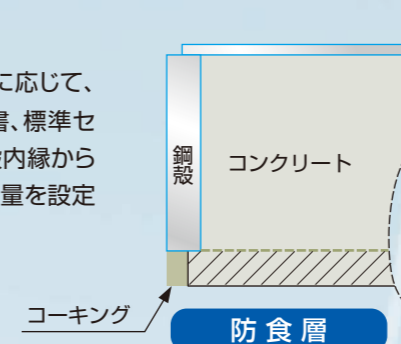 に応じて、
書、標準セ
内縁から
量を設定
鋼殻
コンクリート
コーキング
防食層